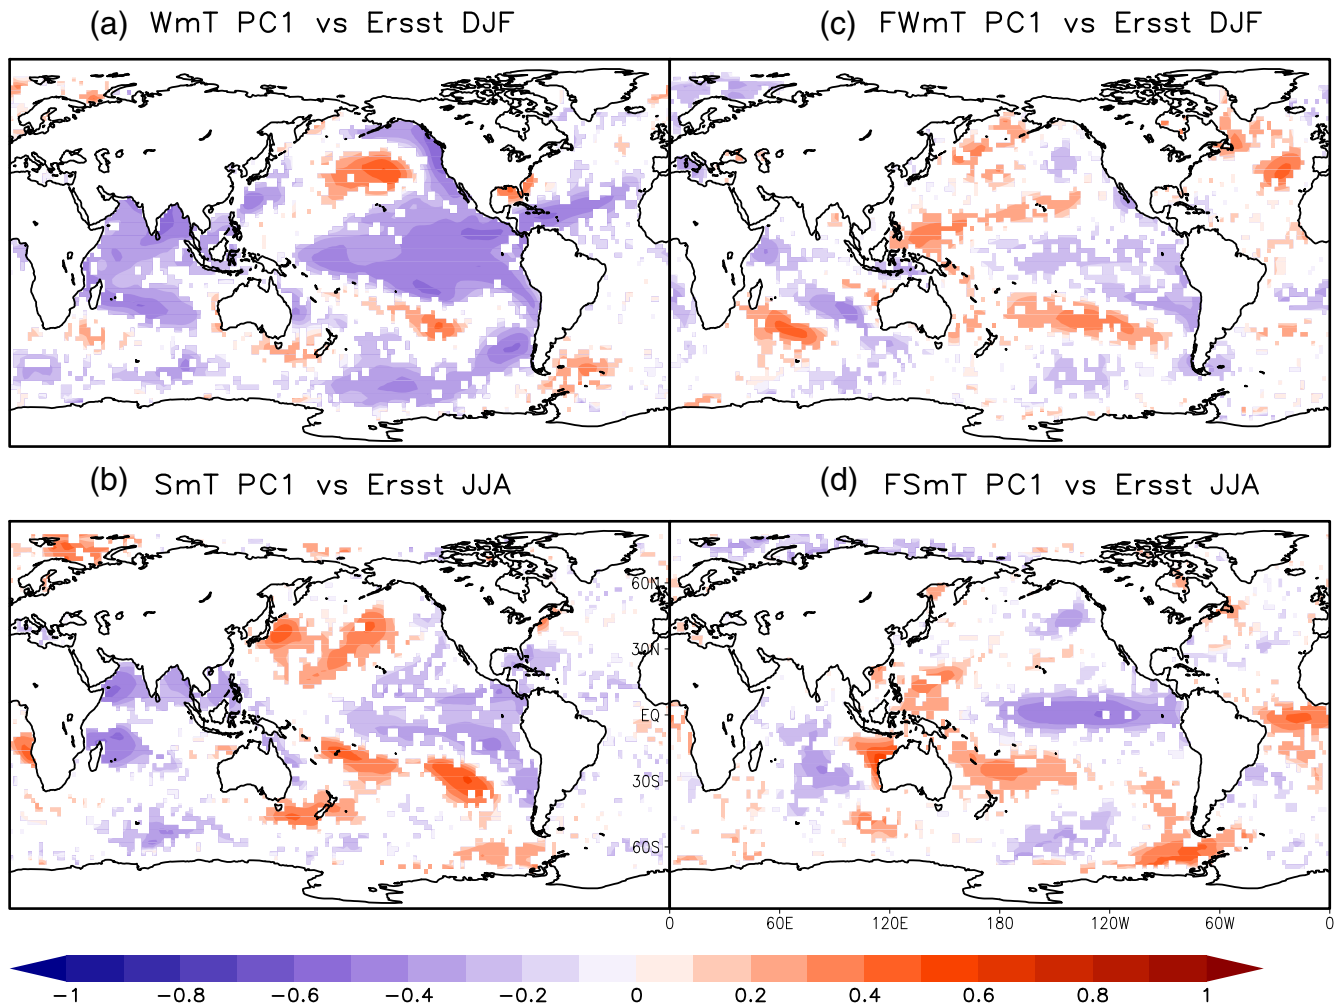 (a) WmT PC1 vs Ersst DJF
(c) FWmT PC1 vs Ersst DJF
(b) SmT PC1 vs Ersst JJA
(d) FSmT PC1 vs Ersst JJA
60N
30N
EQ
30S
60S
0 60E 120E 180 120W 60W 0
-1 -0.8 -0.6 -0.4 -0.2 0 0.2 0.4 0.6 0.8 1